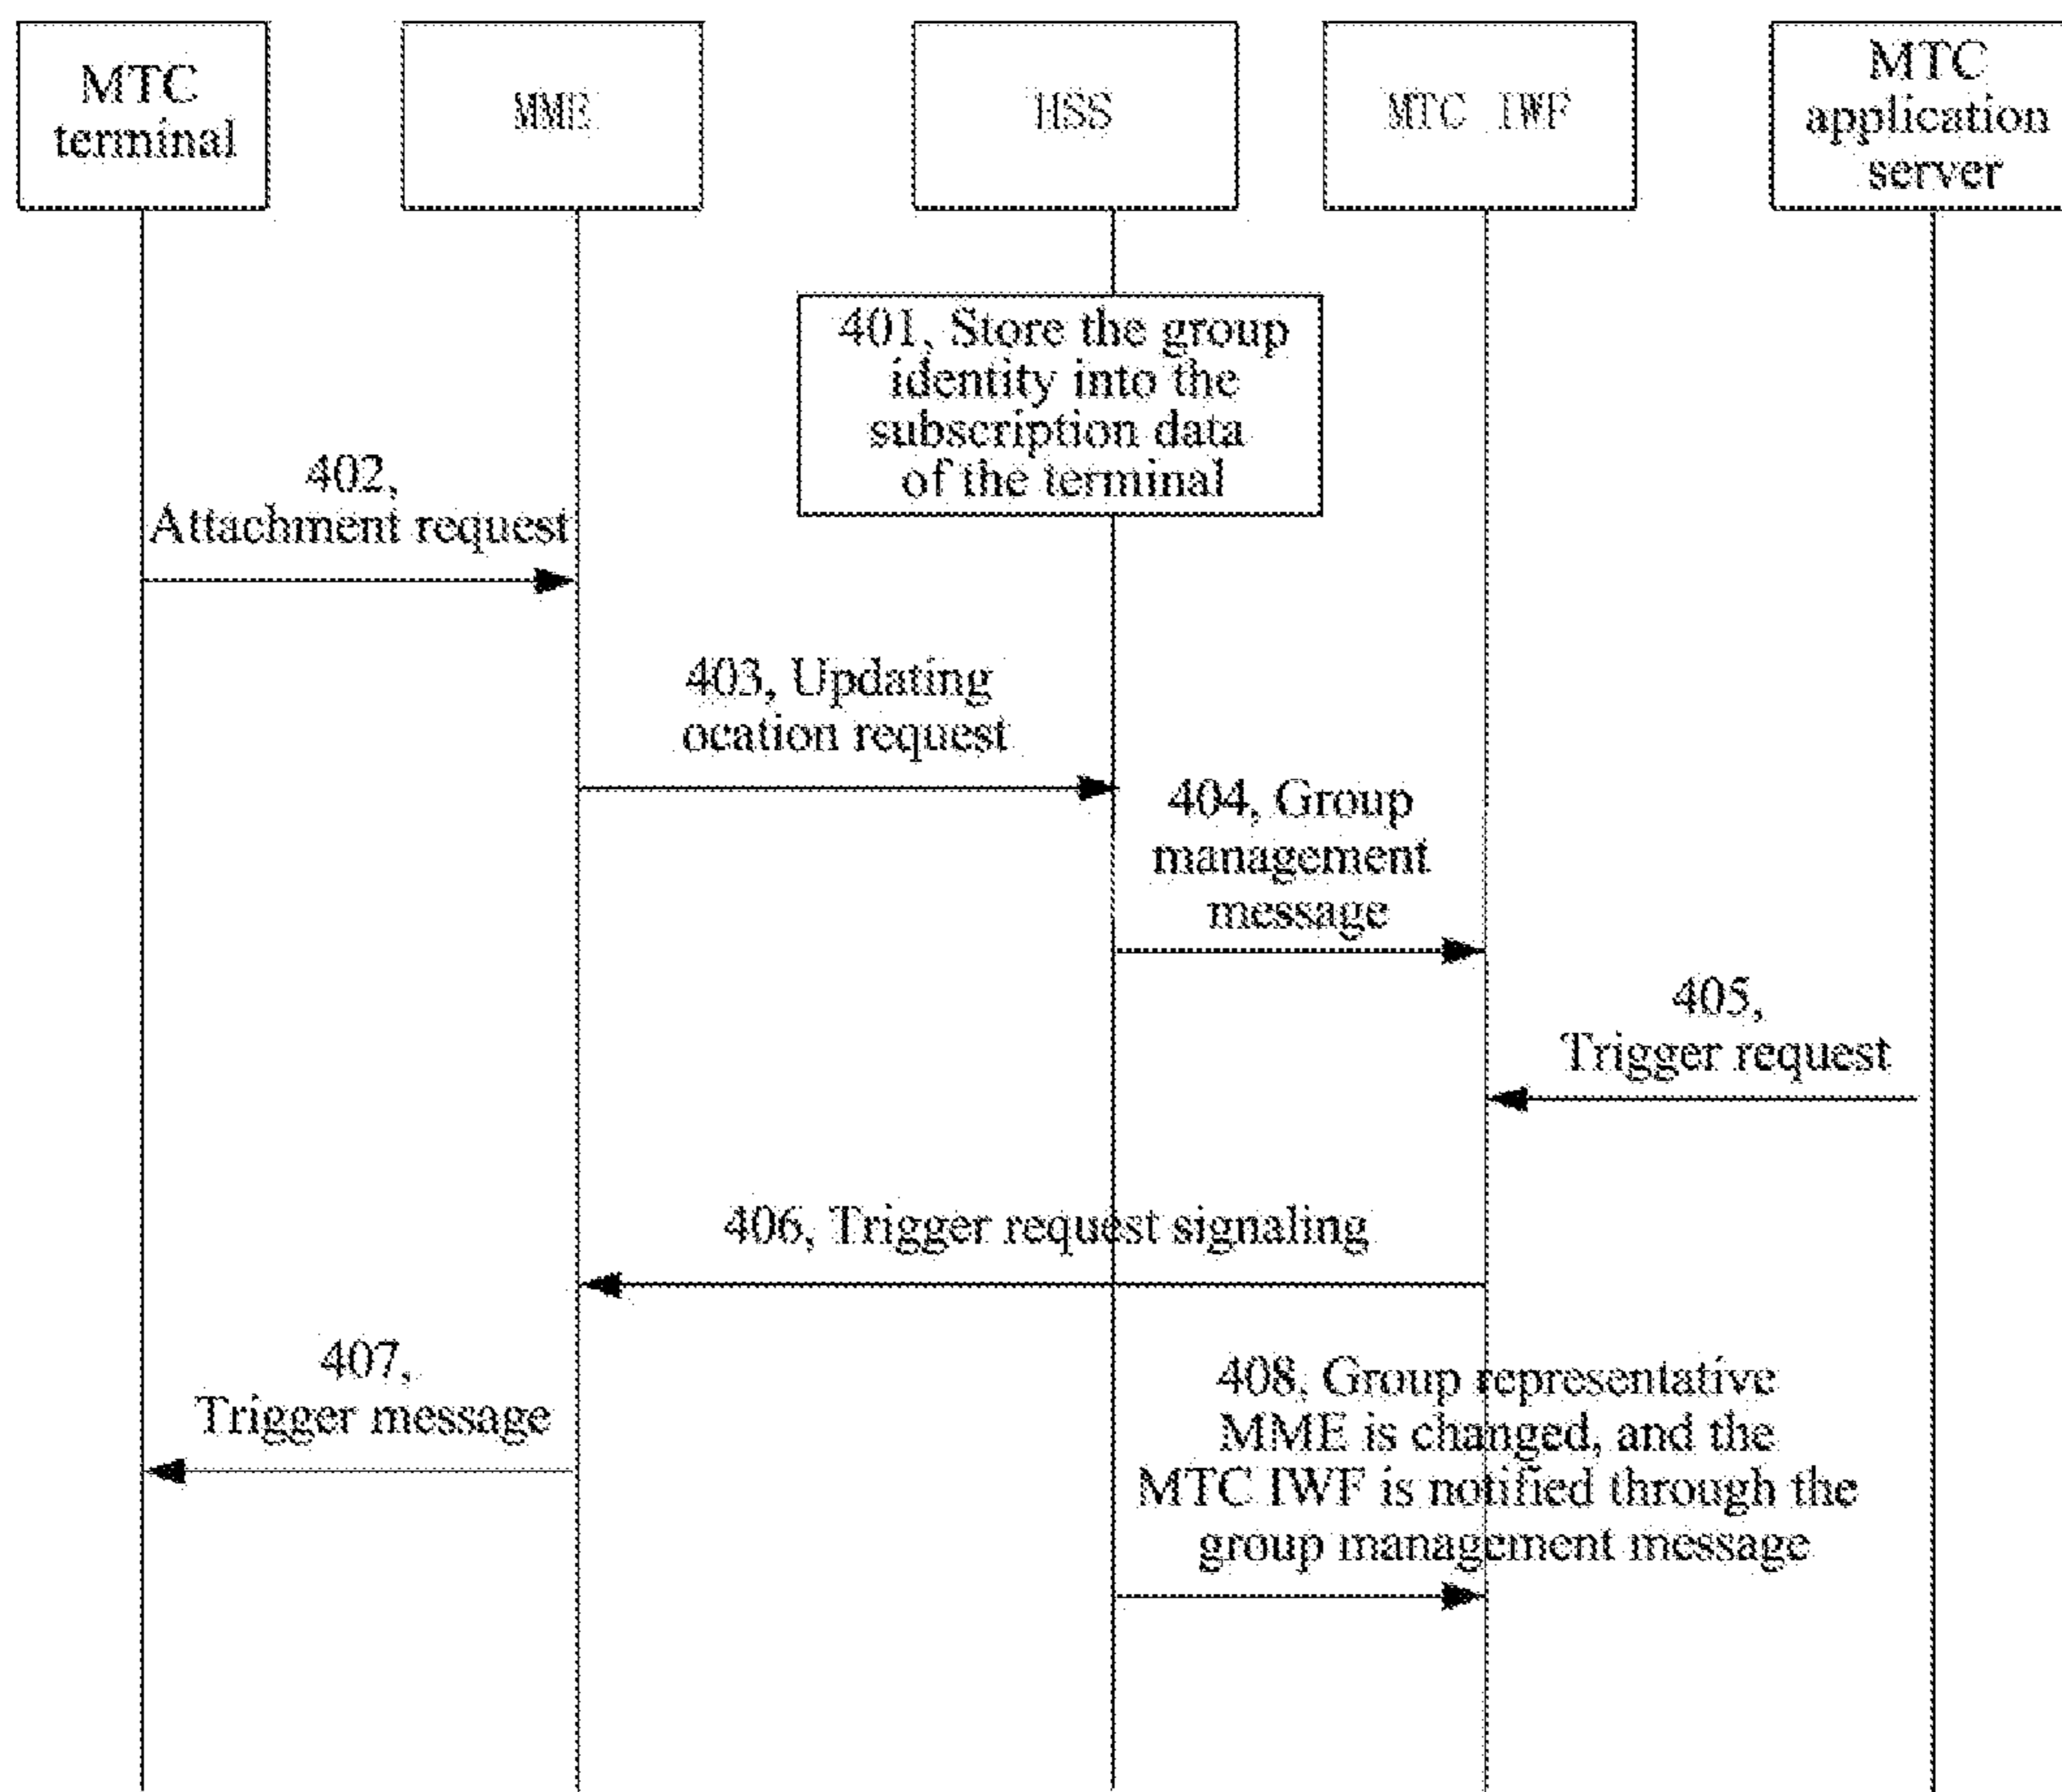 MTC
terminal
MME
HSS
MTC IWF
MTC
application
server
401, Store the group
identity into the
subscription data
of the terminal
402,
Attachment request
403, Updating
ocation request
404, Group
management
message
405,
Trigger request
406, Trigger request signaling
407,
Trigger message
408, Group representative
MME is changed, and the
MTC IWF is notified through the
group management message